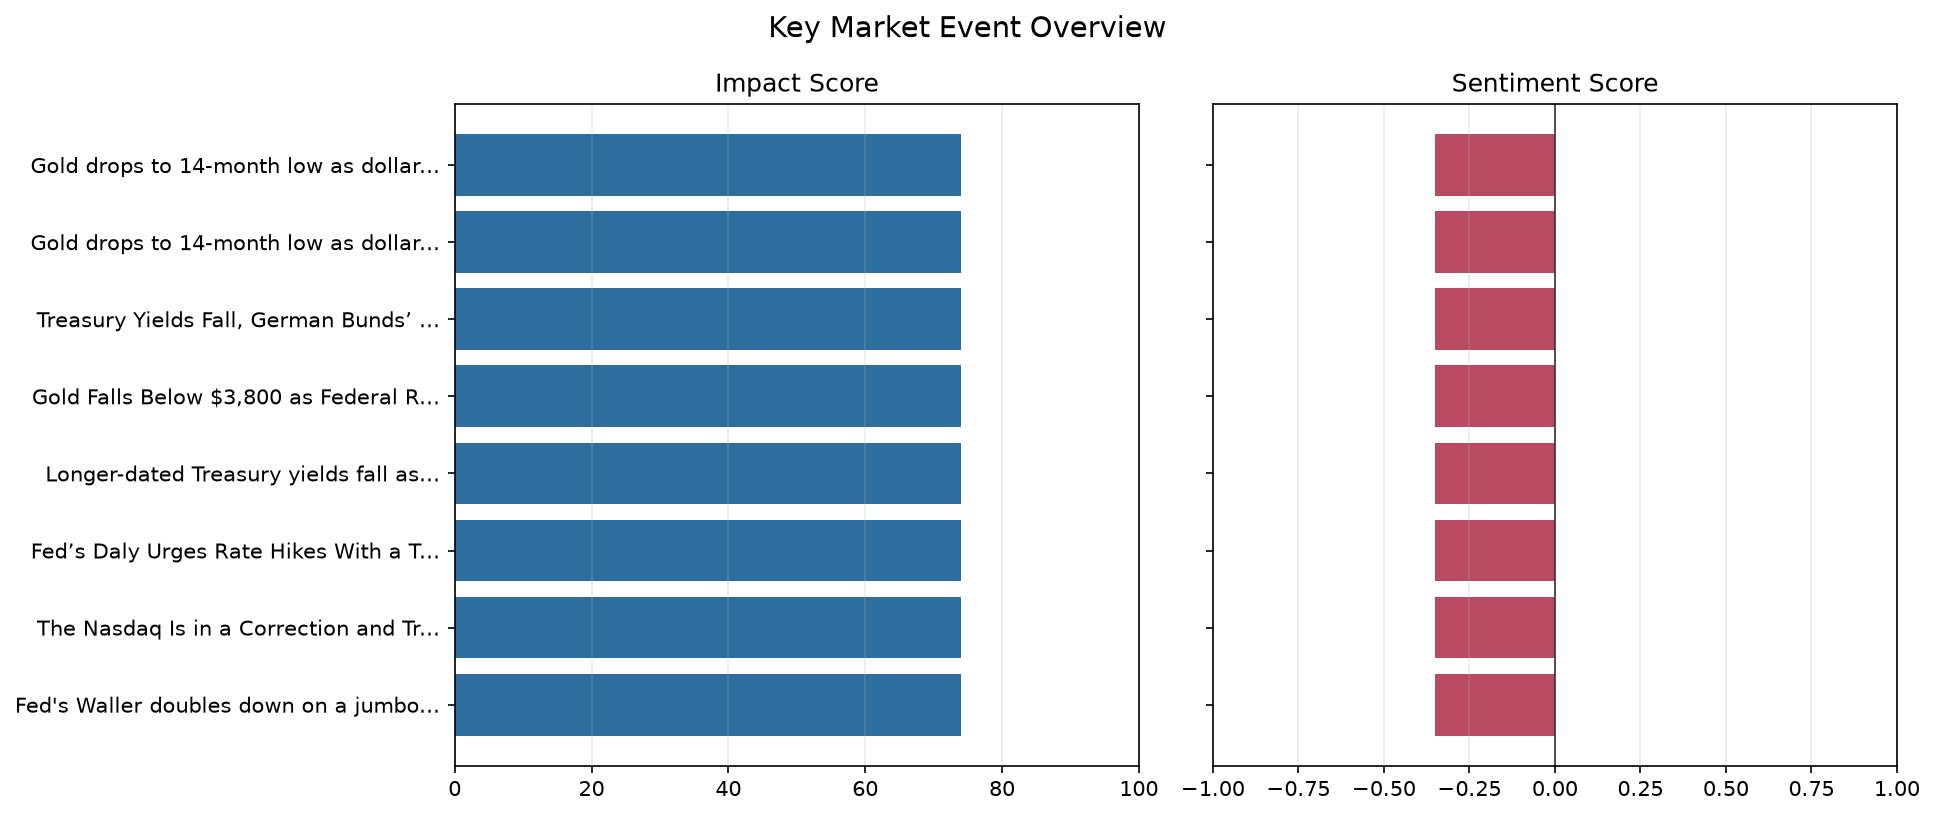 Key Market Event Overview
Impact Score
Sentiment Score
Gold drops to 14-month low as dollar…
Gold drops to 14-month low as dollar…
Treasury Yields Fall, German Bunds’ …
Gold Falls Below $3,800 as Federal R…
Longer-dated Treasury yields fall as…
Fed’s Daly Urges Rate Hikes With a T…
The Nasdaq Is in a Correction and Tr…
Fed's Waller doubles down on a jumbo…
0 20 40 60 80 100
−1.00 −0.75 −0.50 −0.25 0.00 0.25 0.50 0.75 1.00